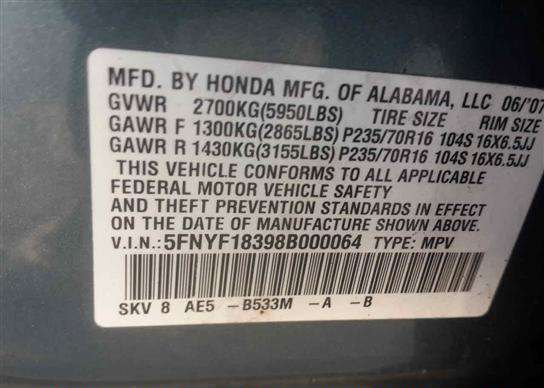 MFD. BY HONDA MFG. OF ALABAMA, LLC 06/'07
GVWR 2700KG(5950LBS) TIRE SIZE RIM SIZE
GAWR F 1300KG(2865LBS) P235/70R16 104S 16X6.5JJ
GAWR R 1430KG(3155LBS) P235/70R16 104S 16X6.5JJ
THIS VEHICLE CONFORMS TO ALL APPLICABLE
FEDERAL MOTOR VEHICLE SAFETY
AND THEFT PREVENTION STANDARDS IN EFFECT
ON THE DATE OF MANUFACTURE SHOWN ABOVE.
V.I.N.: 5FNYF18398B000064 TYPE: MPV
SKV 8 AE5 -B533M -A -B